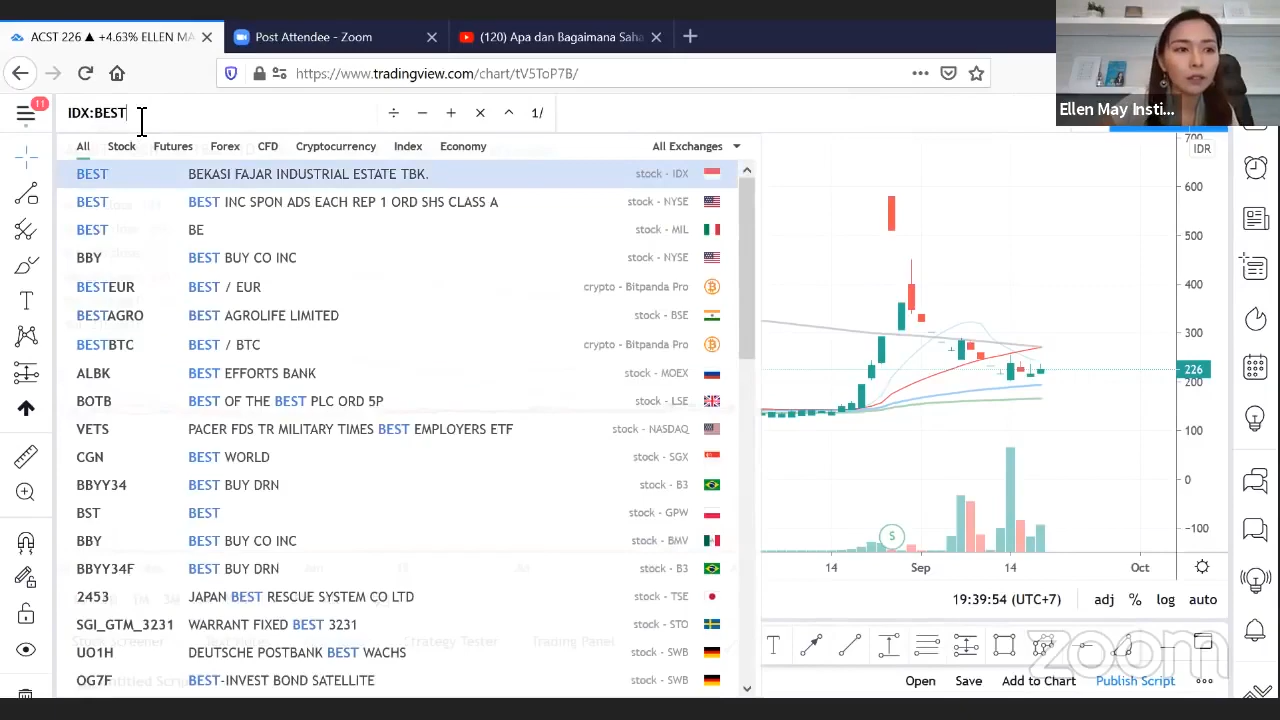 ACST 226 ▲ +4.63% ELLEN MA
Post Attendee - Zoom
(120) Apa dan Bagaimana Saha
https://www.tradingview.com/chart/tV5ToP7B/
Ellen May Insti...
11
IDX:BEST
÷ − + × 1/
All Stock Futures Forex CFD Cryptocurrency Index Economy All Exchanges
BEST BEKASI FAJAR INDUSTRIAL ESTATE TBK. stock - IDX
BEST BEST INC SPON ADS EACH REP 1 ORD SHS CLASS A stock - NYSE
BEST BE stock - MIL
BBY BEST BUY CO INC stock - NYSE
BESTEUR BEST / EUR crypto - Bitpanda Pro
BESTAGRO BEST AGROLIFE LIMITED stock - BSE
BESTBTC BEST / BTC crypto - Bitpanda Pro
ALBK BEST EFFORTS BANK stock - MOEX
BOTB BEST OF THE BEST PLC ORD 5P stock - LSE
VETS PACER FDS TR MILITARY TIMES BEST EMPLOYERS ETF stock - NASDAQ
CGN BEST WORLD stock - SGX
BBYY34 BEST BUY DRN stock - B3
BST BEST stock - GPW
BBY BEST BUY CO INC stock - BMV
BBYY34F BEST BUY DRN stock - B3
2453 JAPAN BEST RESCUE SYSTEM CO LTD stock - TSE
SGI_GTM_3231 WARRANT FIXED BEST 3231 stock - STO
UO1H DEUTSCHE POSTBANK BEST WACHS stock - SWB
OG7F BEST-INVEST BOND SATELLITE stock - SWB
700
IDR
600
500
400
300
226
200
100
0
−100
S
14 Sep 14 Oct
19:39:54 (UTC+7) adj % log auto
Strategy Tester Trading Panel
zoom
Open Save Add to Chart Publish Script